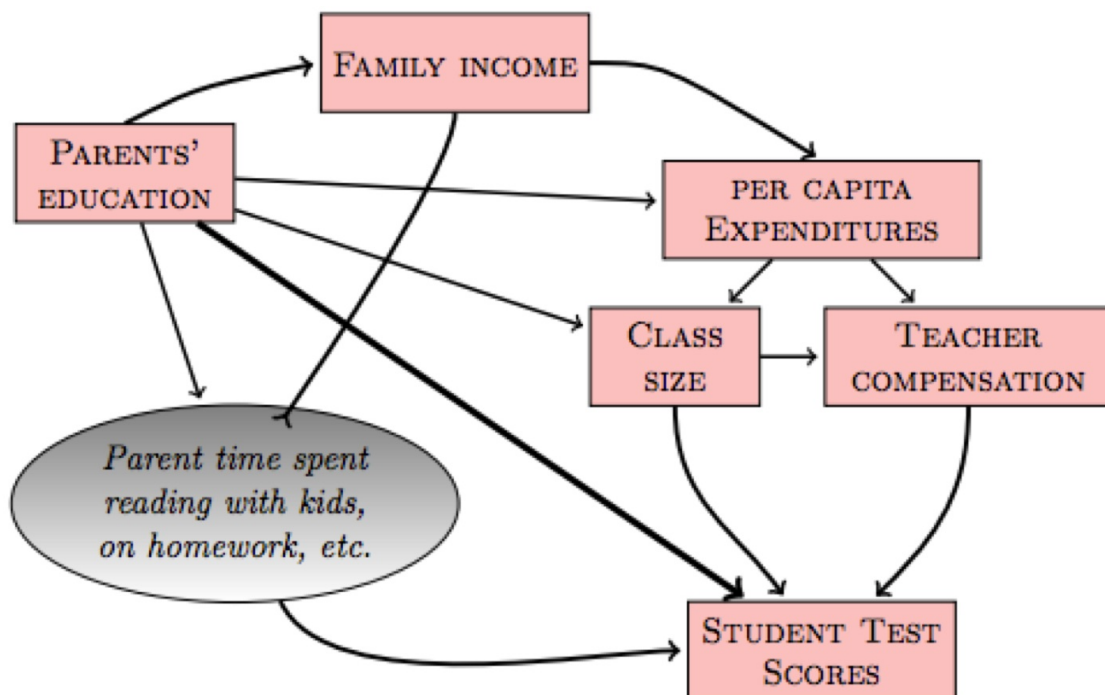 Family income
Parents'
education
per capita
Expenditures
Class
size
Teacher
compensation
Parent time spent
reading with kids,
on homework, etc.
Student Test
Scores